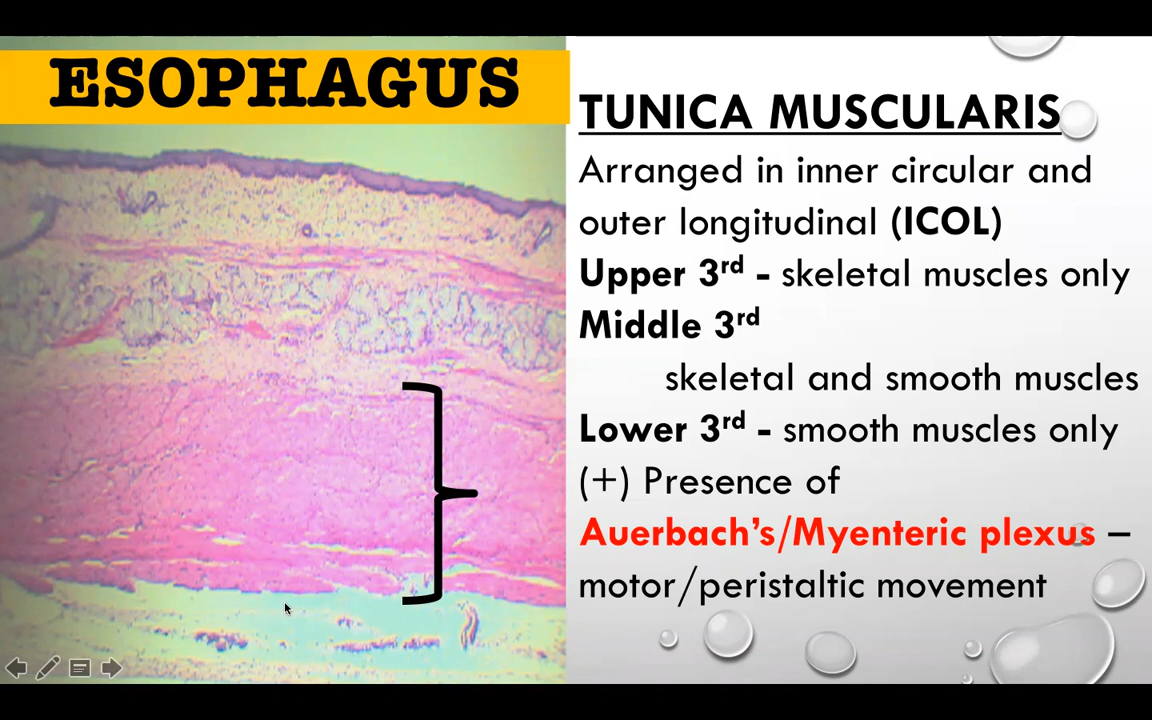 ESOPHAGUS
TUNICA MUSCULARIS
Arranged in inner circular and
outer longitudinal (ICOL)
Upper 3rd - skeletal muscles only
Middle 3rd
skeletal and smooth muscles
Lower 3rd - smooth muscles only
(+) Presence of
Auerbach’s/Myenteric plexus –
motor/peristaltic movement